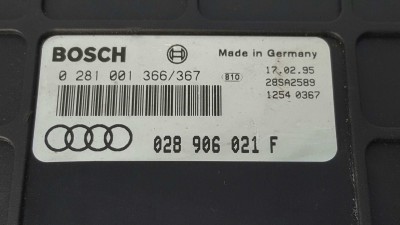 BOSCH
Made in Germany
0 281 001 366/367
810
17.02.95
28SA2589
1254 0367
028 906 021 F